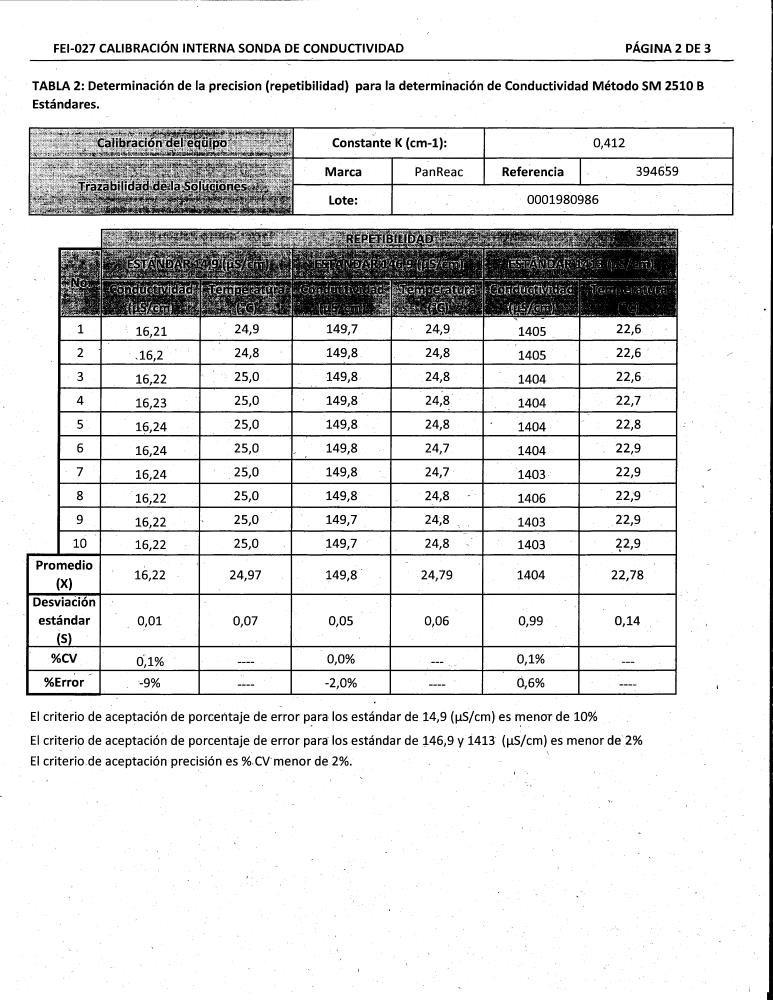 FEI-027 CALIBRACIÓN INTERNA SONDA DE CONDUCTIVIDAD PÁGINA 2 DE 3
TABLA 2: Determinación de la precision (repetibilidad) para la determinación de Conductividad Método SM 2510 B
Estándares.
Calibración del equipo Constante K (cm-1): 0,412
Trazabilidad de la Soluciones Marca PanReac Referencia 394659
Lote: 0001980986
REPETIBILIDAD
No. ESTÁNDAR 14,9 (µS/cm) ESTÁNDAR 146,9 (µS/cm) ESTÁNDAR 1413 (µS/cm)
Conductividad (µS/cm) Temperatura (°C) Conductividad (µS/cm) Temperatura (°C) Conductividad (µS/cm) Temperatura (°C)
1 16,21 24,9 149,7 24,9 1405 22,6
2 16,2 24,8 149,7 24,8 1405 22,6
3 16,22 25,0 149,8 24,8 1404 22,6
4 16,23 25,0 149,8 24,8 1404 22,7
5 16,24 25,0 149,8 24,8 1404 22,8
6 16,24 25,0 149,8 24,7 1404 22,9
7 16,24 25,0 149,8 24,7 1403 22,9
8 16,22 25,0 149,8 24,8 1406 22,9
9 16,22 25,0 149,7 24,8 1403 22,9
10 16,22 25,0 149,7 24,8 1403 22,9
Promedio (X) 16,22 24,97 149,8 24,79 1404 22,78
Desviación estándar (S) 0,01 0,07 0,05 0,06 0,99 0,14
%CV 0,1% ---- 0,0% --- 0,1% ---
%Error -9% ---- -2,0% ---- 0,6% ----
El criterio de aceptación de porcentaje de error para los estándar de 14,9 (µS/cm) es menor de 10%
El criterio de aceptación de porcentaje de error para los estándar de 146,9 y 1413 (µS/cm) es menor de 2%
El criterio de aceptación precisión es % CV menor de 2%.